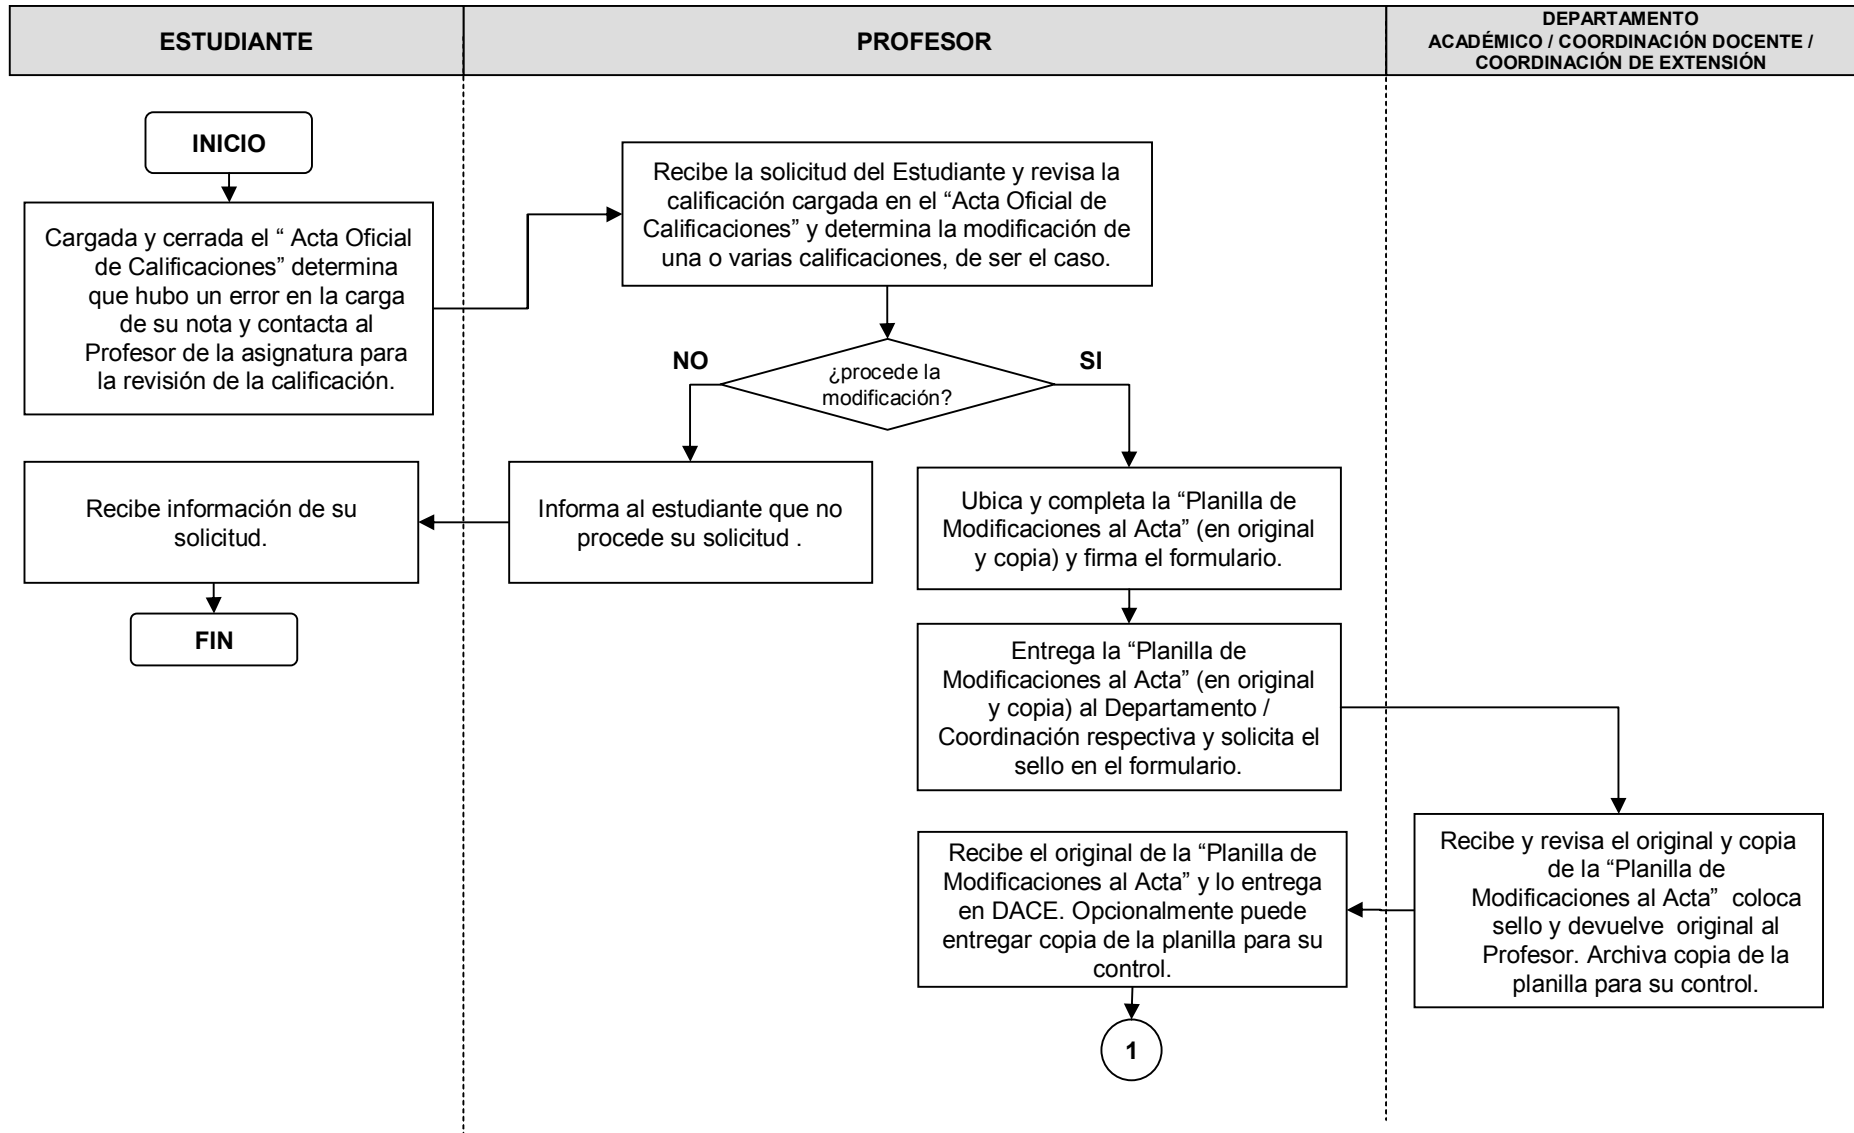 ESTUDIANTE
PROFESOR
DEPARTAMENTO
ACADÉMICO / COORDINACIÓN DOCENTE /
COORDINACIÓN DE EXTENSIÓN
INICIO
Cargada y cerrada el “ Acta Oficial
de Calificaciones” determina
que hubo un error en la carga
de su nota y contacta al
Profesor de la asignatura para
la revisión de la calificación.
Recibe la solicitud del Estudiante y revisa la
calificación cargada en el “Acta Oficial de
Calificaciones” y determina la modificación de
una o varias calificaciones, de ser el caso.
¿procede la
modificación?
NO
SI
Informa al estudiante que no
procede su solicitud .
Recibe información de su
solicitud.
FIN
Ubica y completa la “Planilla de
Modificaciones al Acta” (en original
y copia) y firma el formulario.
Entrega la “Planilla de
Modificaciones al Acta” (en original
y copia) al Departamento /
Coordinación respectiva y solicita el
sello en el formulario.
Recibe y revisa el original y copia
de la “Planilla de
Modificaciones al Acta”  coloca
sello y devuelve  original al
Profesor. Archiva copia de la
planilla para su control.
Recibe el original de la “Planilla de
Modificaciones al Acta” y lo entrega
en DACE. Opcionalmente puede
entregar copia de la planilla para su
control.
1